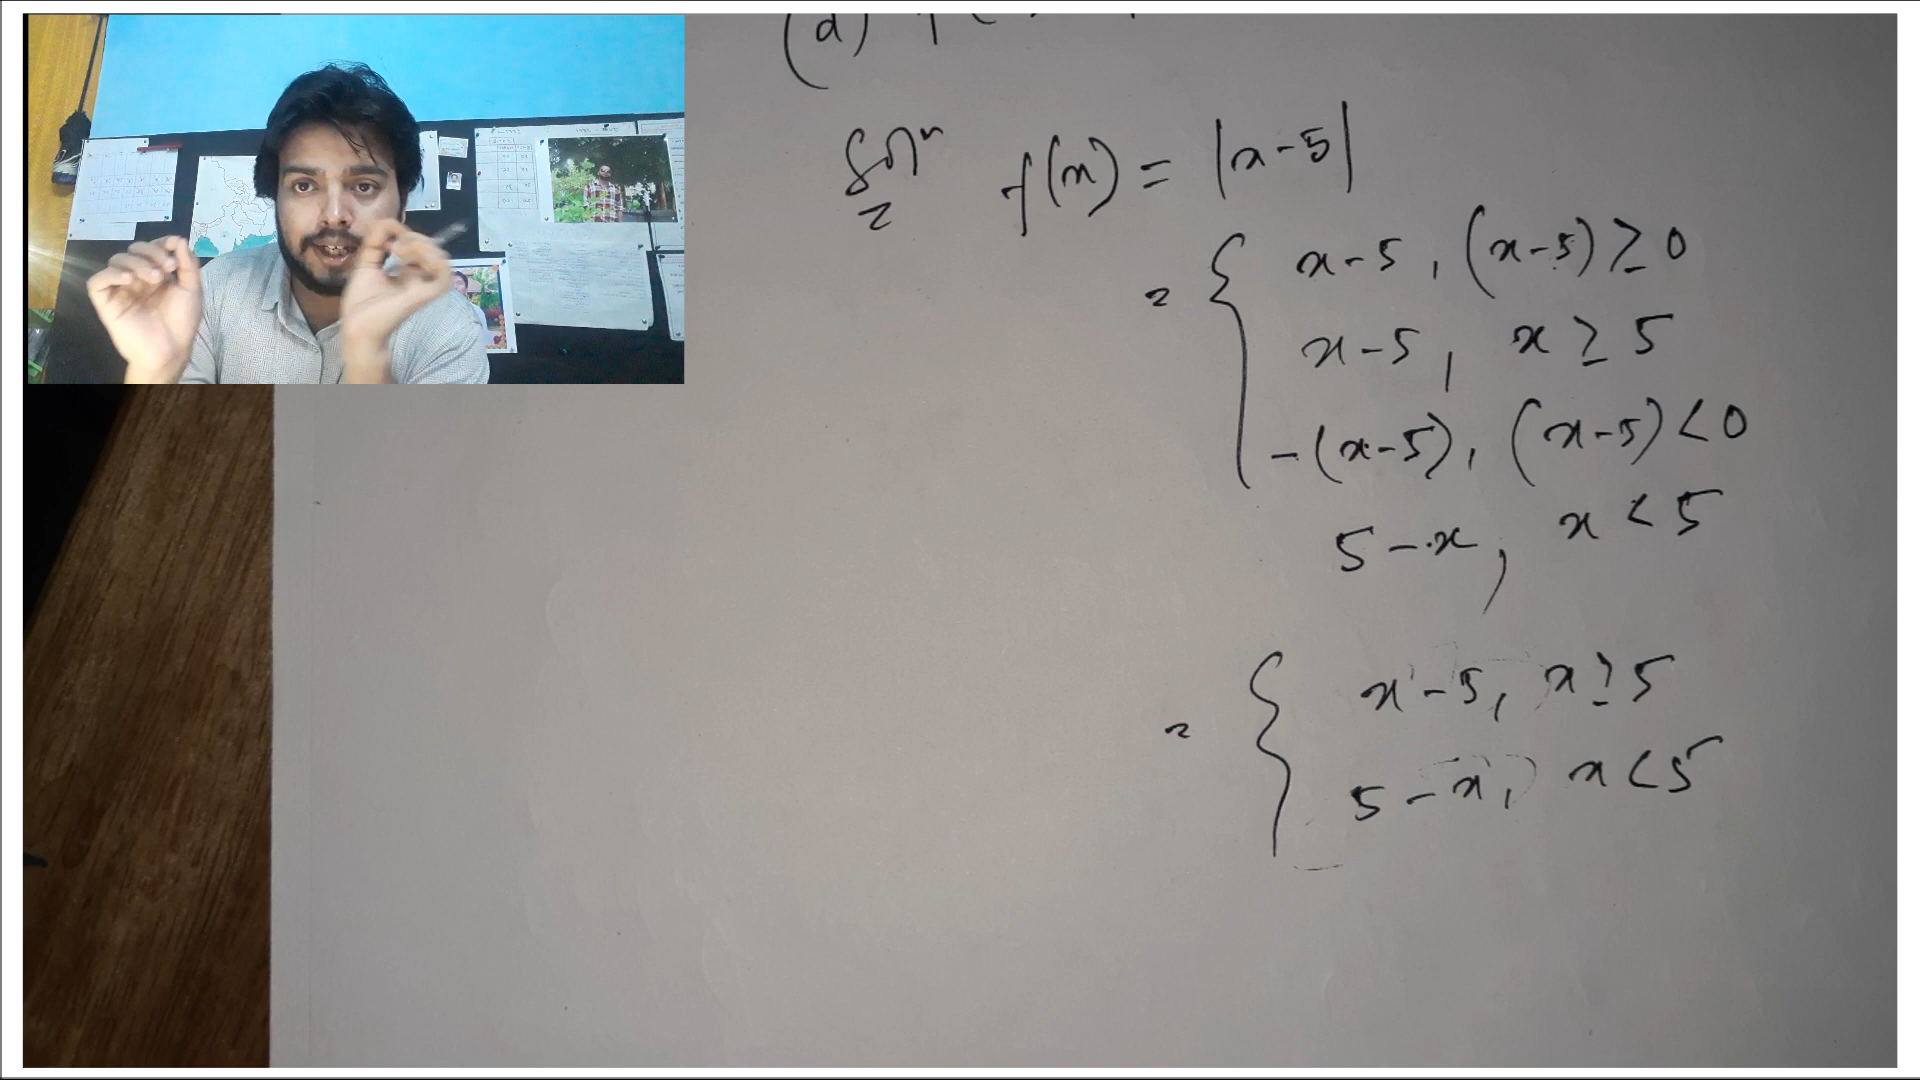 (d) f(
Solⁿ f(x) = |x-5|
= { x-5, (x-5) ≥ 0
x-5, x ≥ 5
-(x-5), (x-5) < 0
5-x, x < 5
= { x-5, x ≥ 5
5-x, x < 5